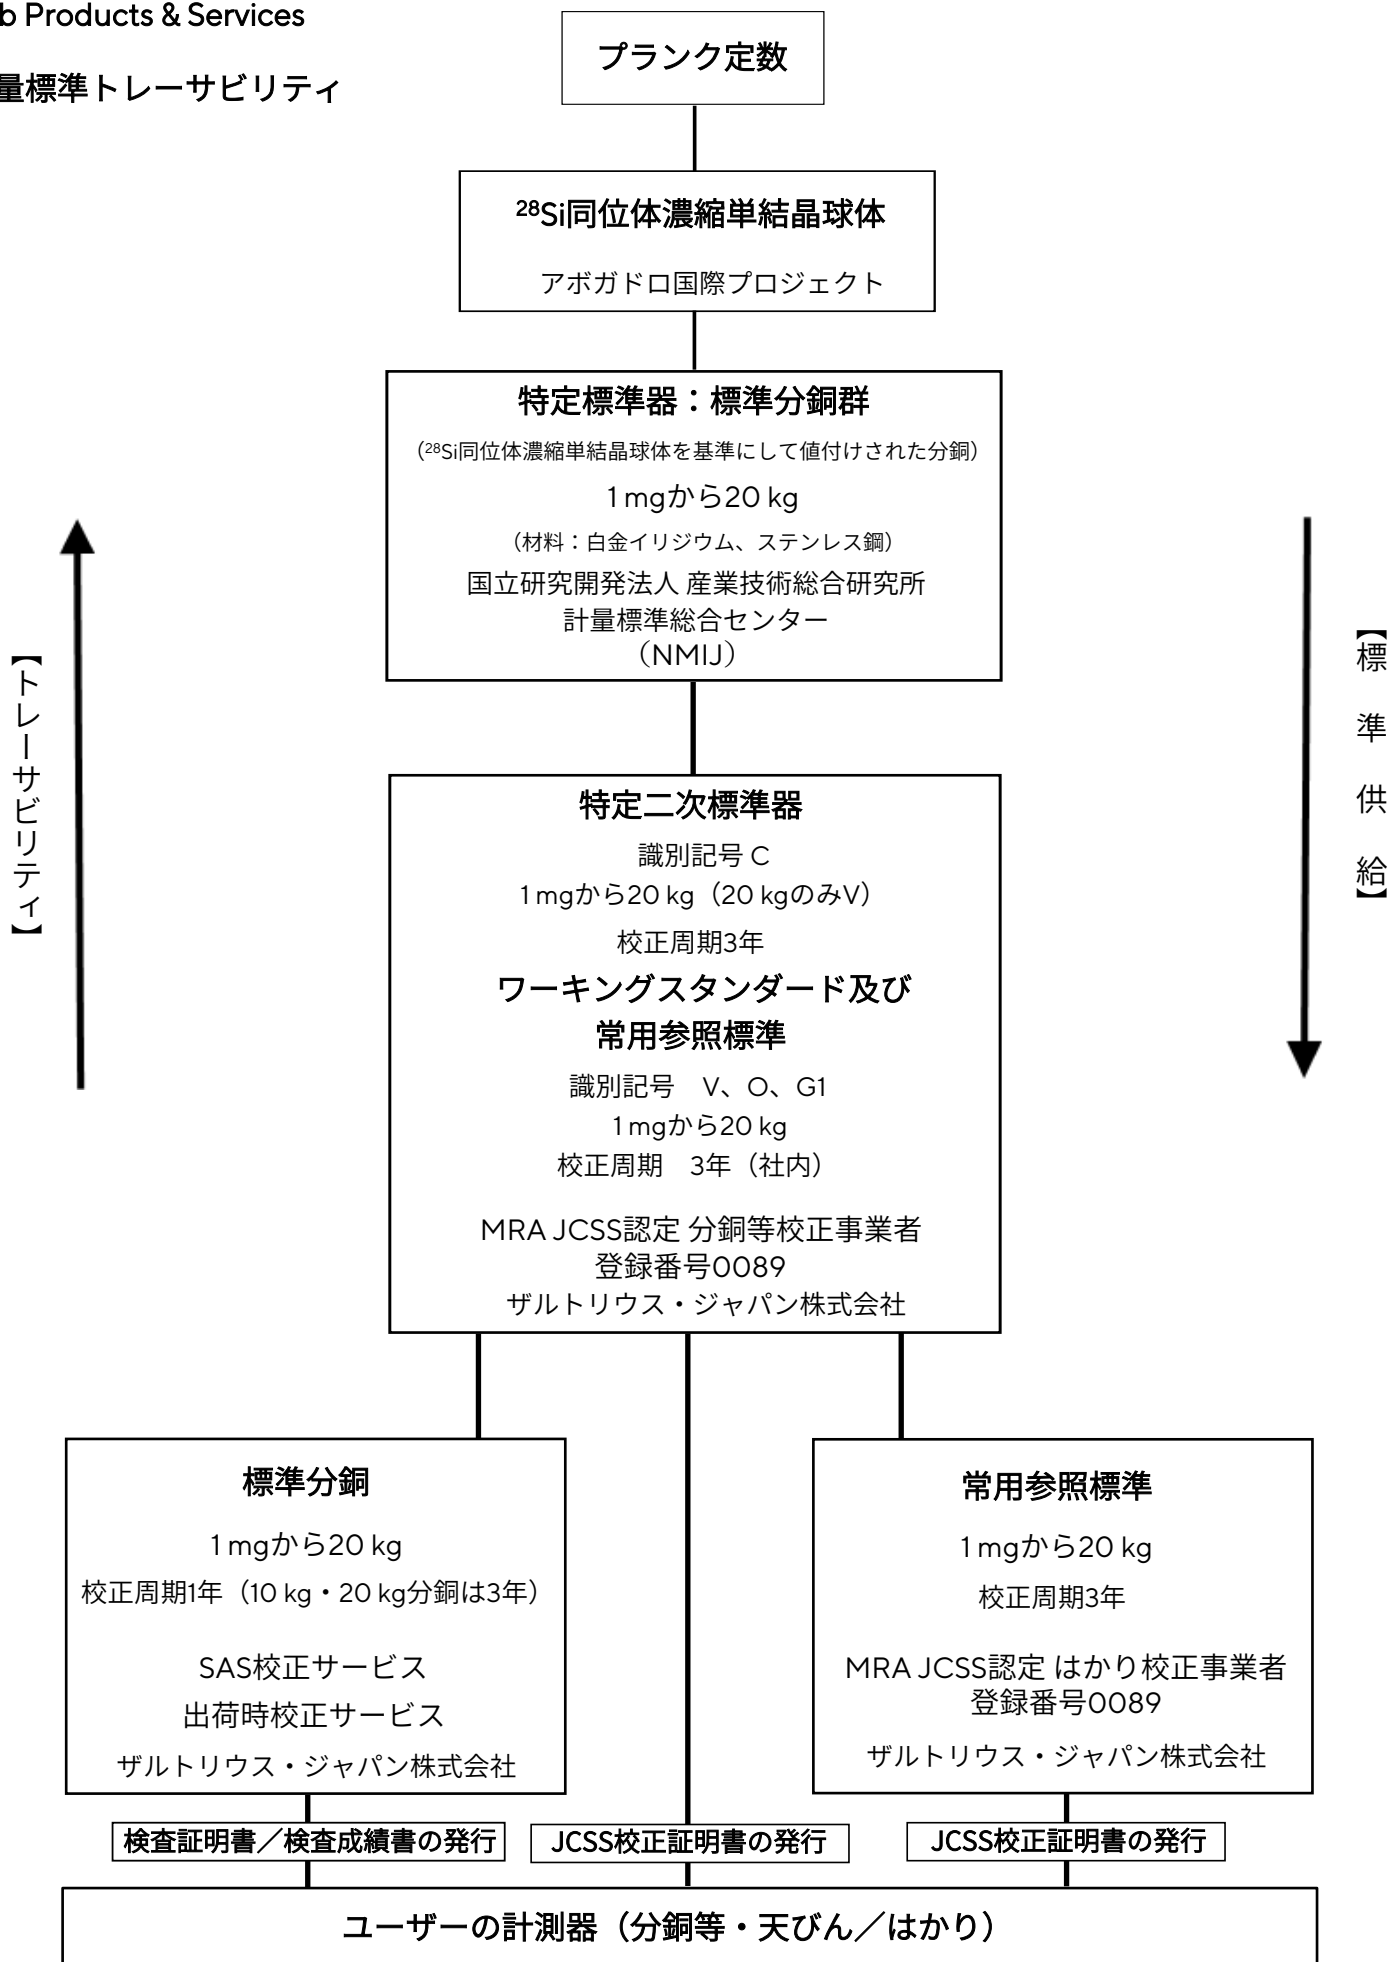 b Products & Services
量標準トレーサビリティ
プランク定数
²⁸Si同位体濃縮単結晶球体
アボガドロ国際プロジェクト
特定標準器：標準分銅群
（²⁸Si同位体濃縮単結晶球体を基準にして値付けされた分銅）
1 mgから20 kg
（材料：白金イリジウム、ステンレス鋼）
国立研究開発法人 産業技術総合研究所
計量標準総合センター
（NMIJ）
【トレーサビリティ】
【標準供給】
特定二次標準器
識別記号 C
1 mgから20 kg（20 kgのみV）
校正周期3年
ワーキングスタンダード及び
常用参照標準
識別記号　V、O、G1
1 mgから20 kg
校正周期　3年（社内）
MRA JCSS認定 分銅等校正事業者
登録番号0089
ザルトリウス・ジャパン株式会社
標準分銅
1 mgから20 kg
校正周期1年（10 kg・20 kg分銅は3年）
SAS校正サービス
出荷時校正サービス
ザルトリウス・ジャパン株式会社
常用参照標準
1 mgから20 kg
校正周期3年
MRA JCSS認定 はかり校正事業者
登録番号0089
ザルトリウス・ジャパン株式会社
検査証明書／検査成績書の発行
JCSS校正証明書の発行
JCSS校正証明書の発行
ユーザーの計測器（分銅等・天びん／はかり）